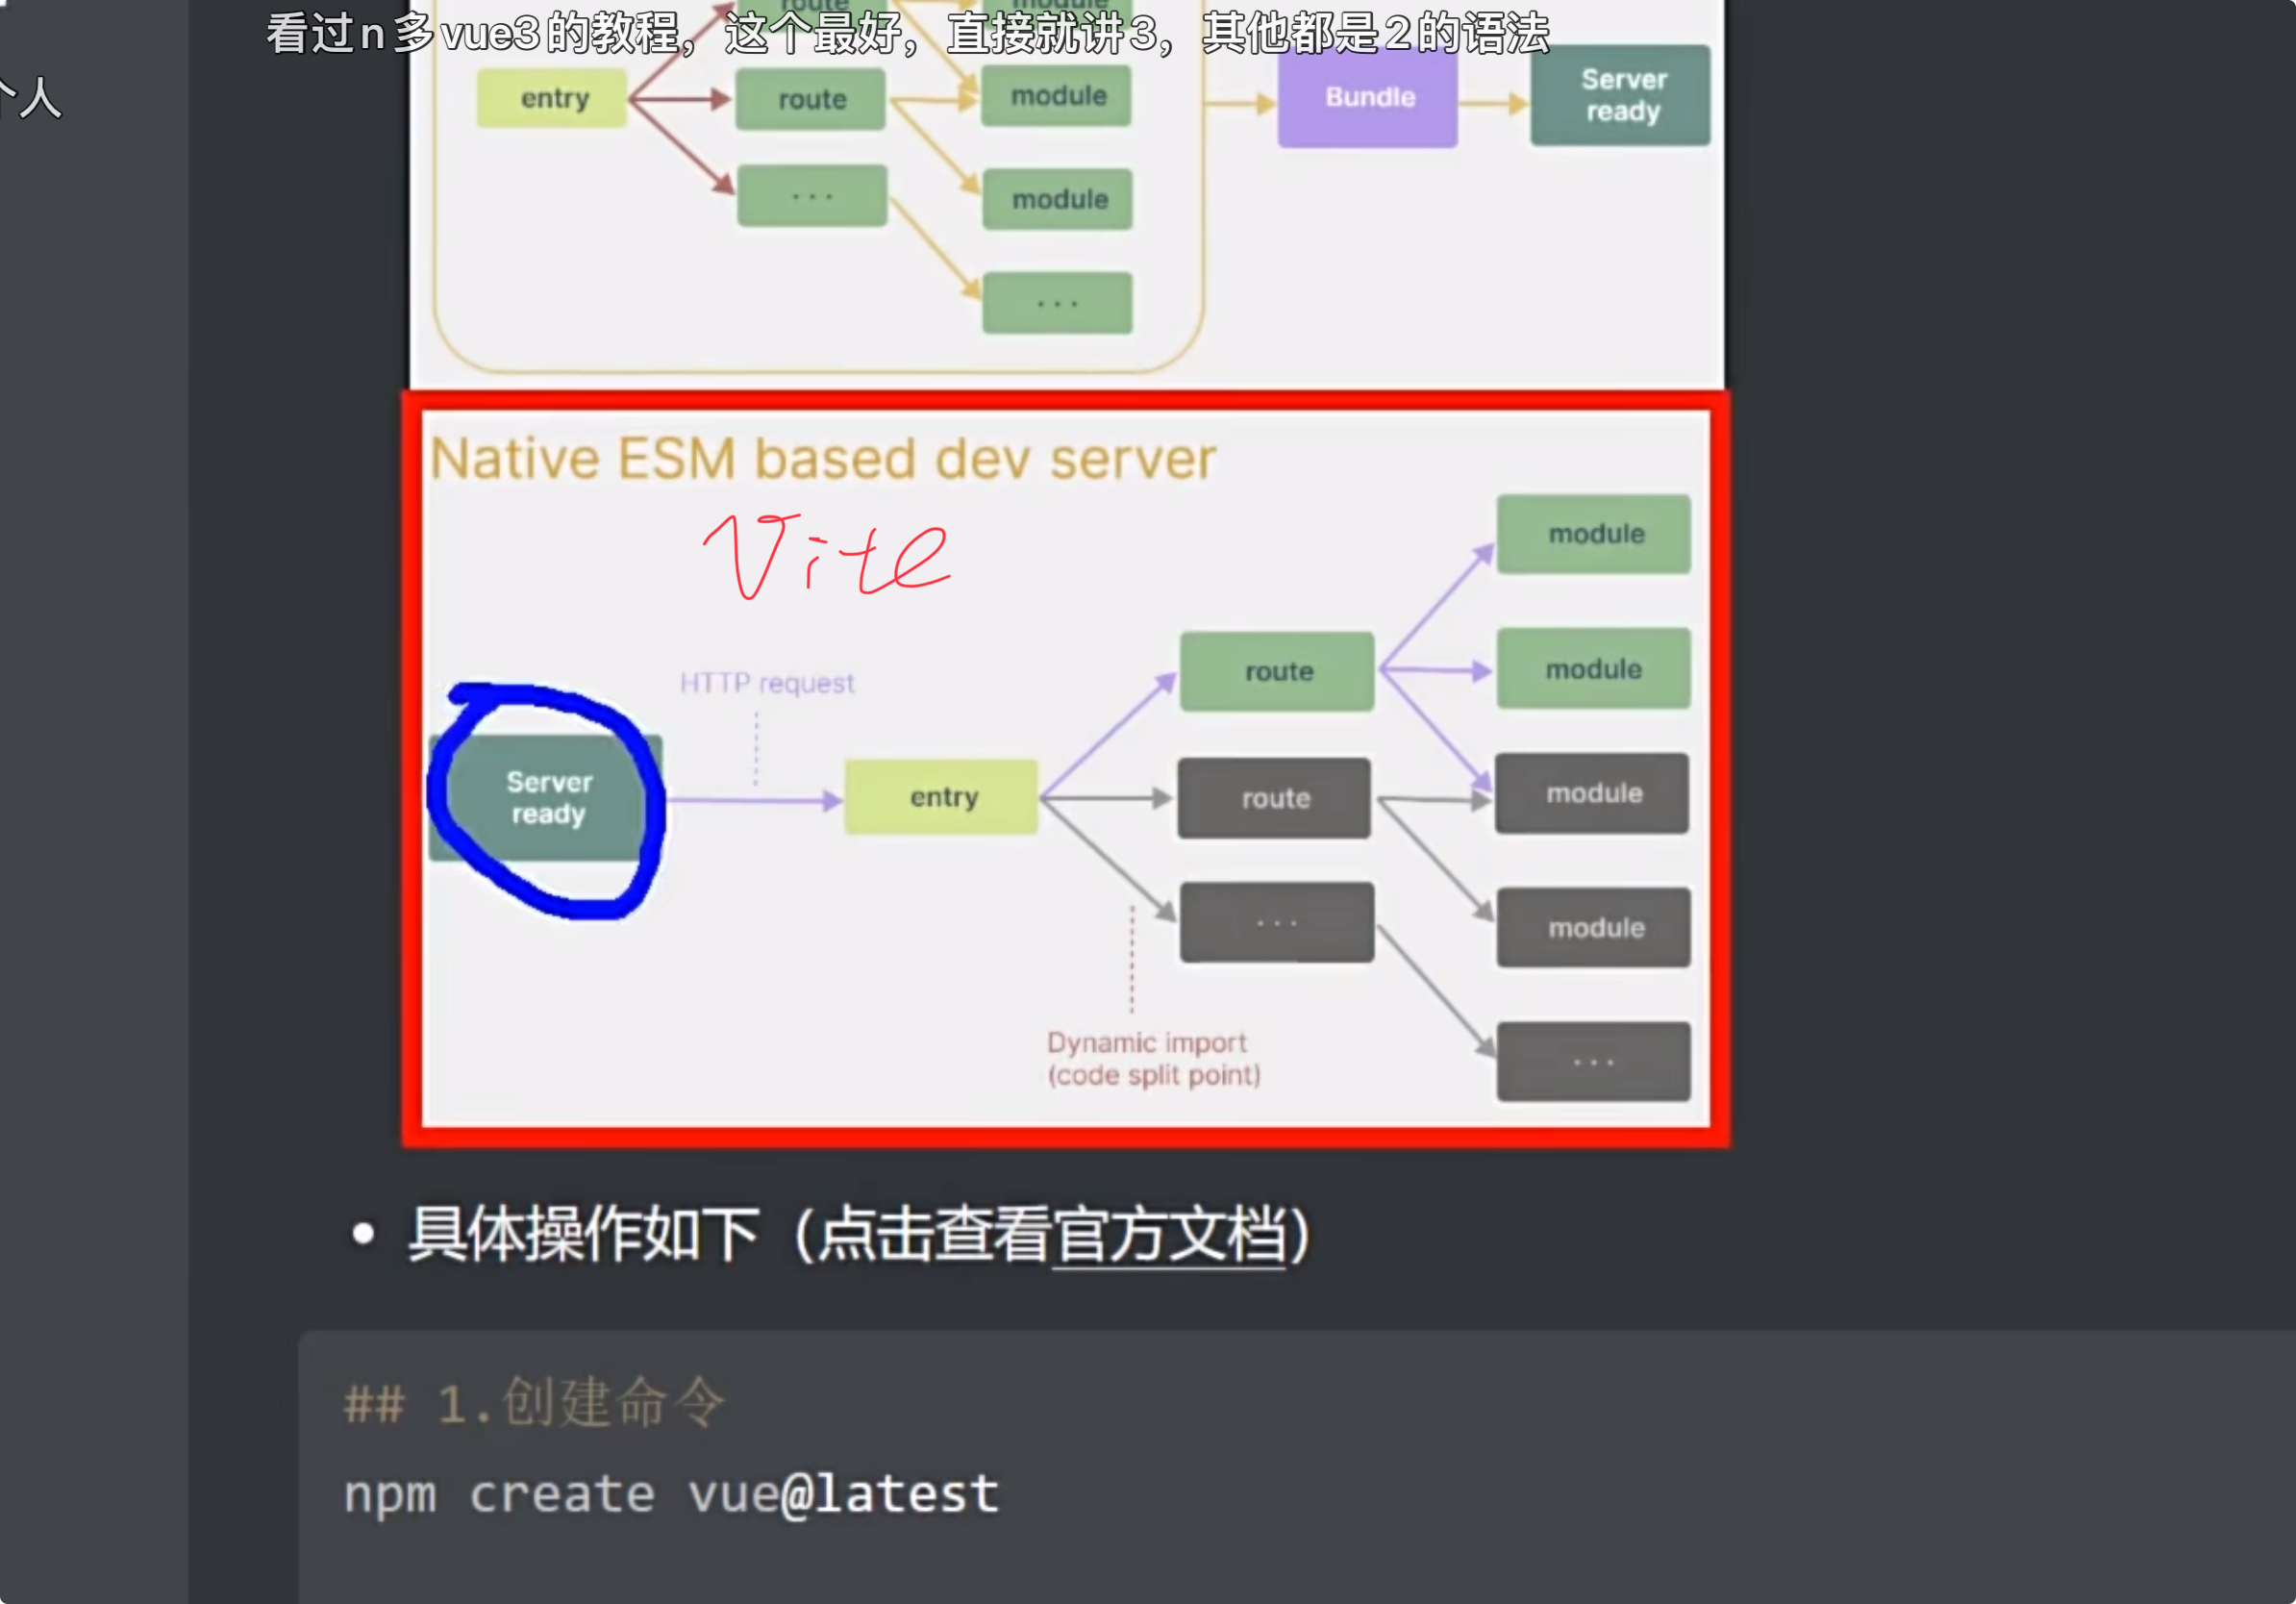 看过n多vue3的教程，这个最好，直接就讲3，其他都是2的语法
个人
route
module
entry
route
module
Bundle
Server
ready
· · ·
module
· · ·
Native ESM based dev server
Vite
module
HTTP request
route
module
Server
ready
entry
route
module
· · ·
module
Dynamic import
(code split point)
· · ·
• 具体操作如下（点击查看官方文档）
## 1.创建命令
npm create vue@latest